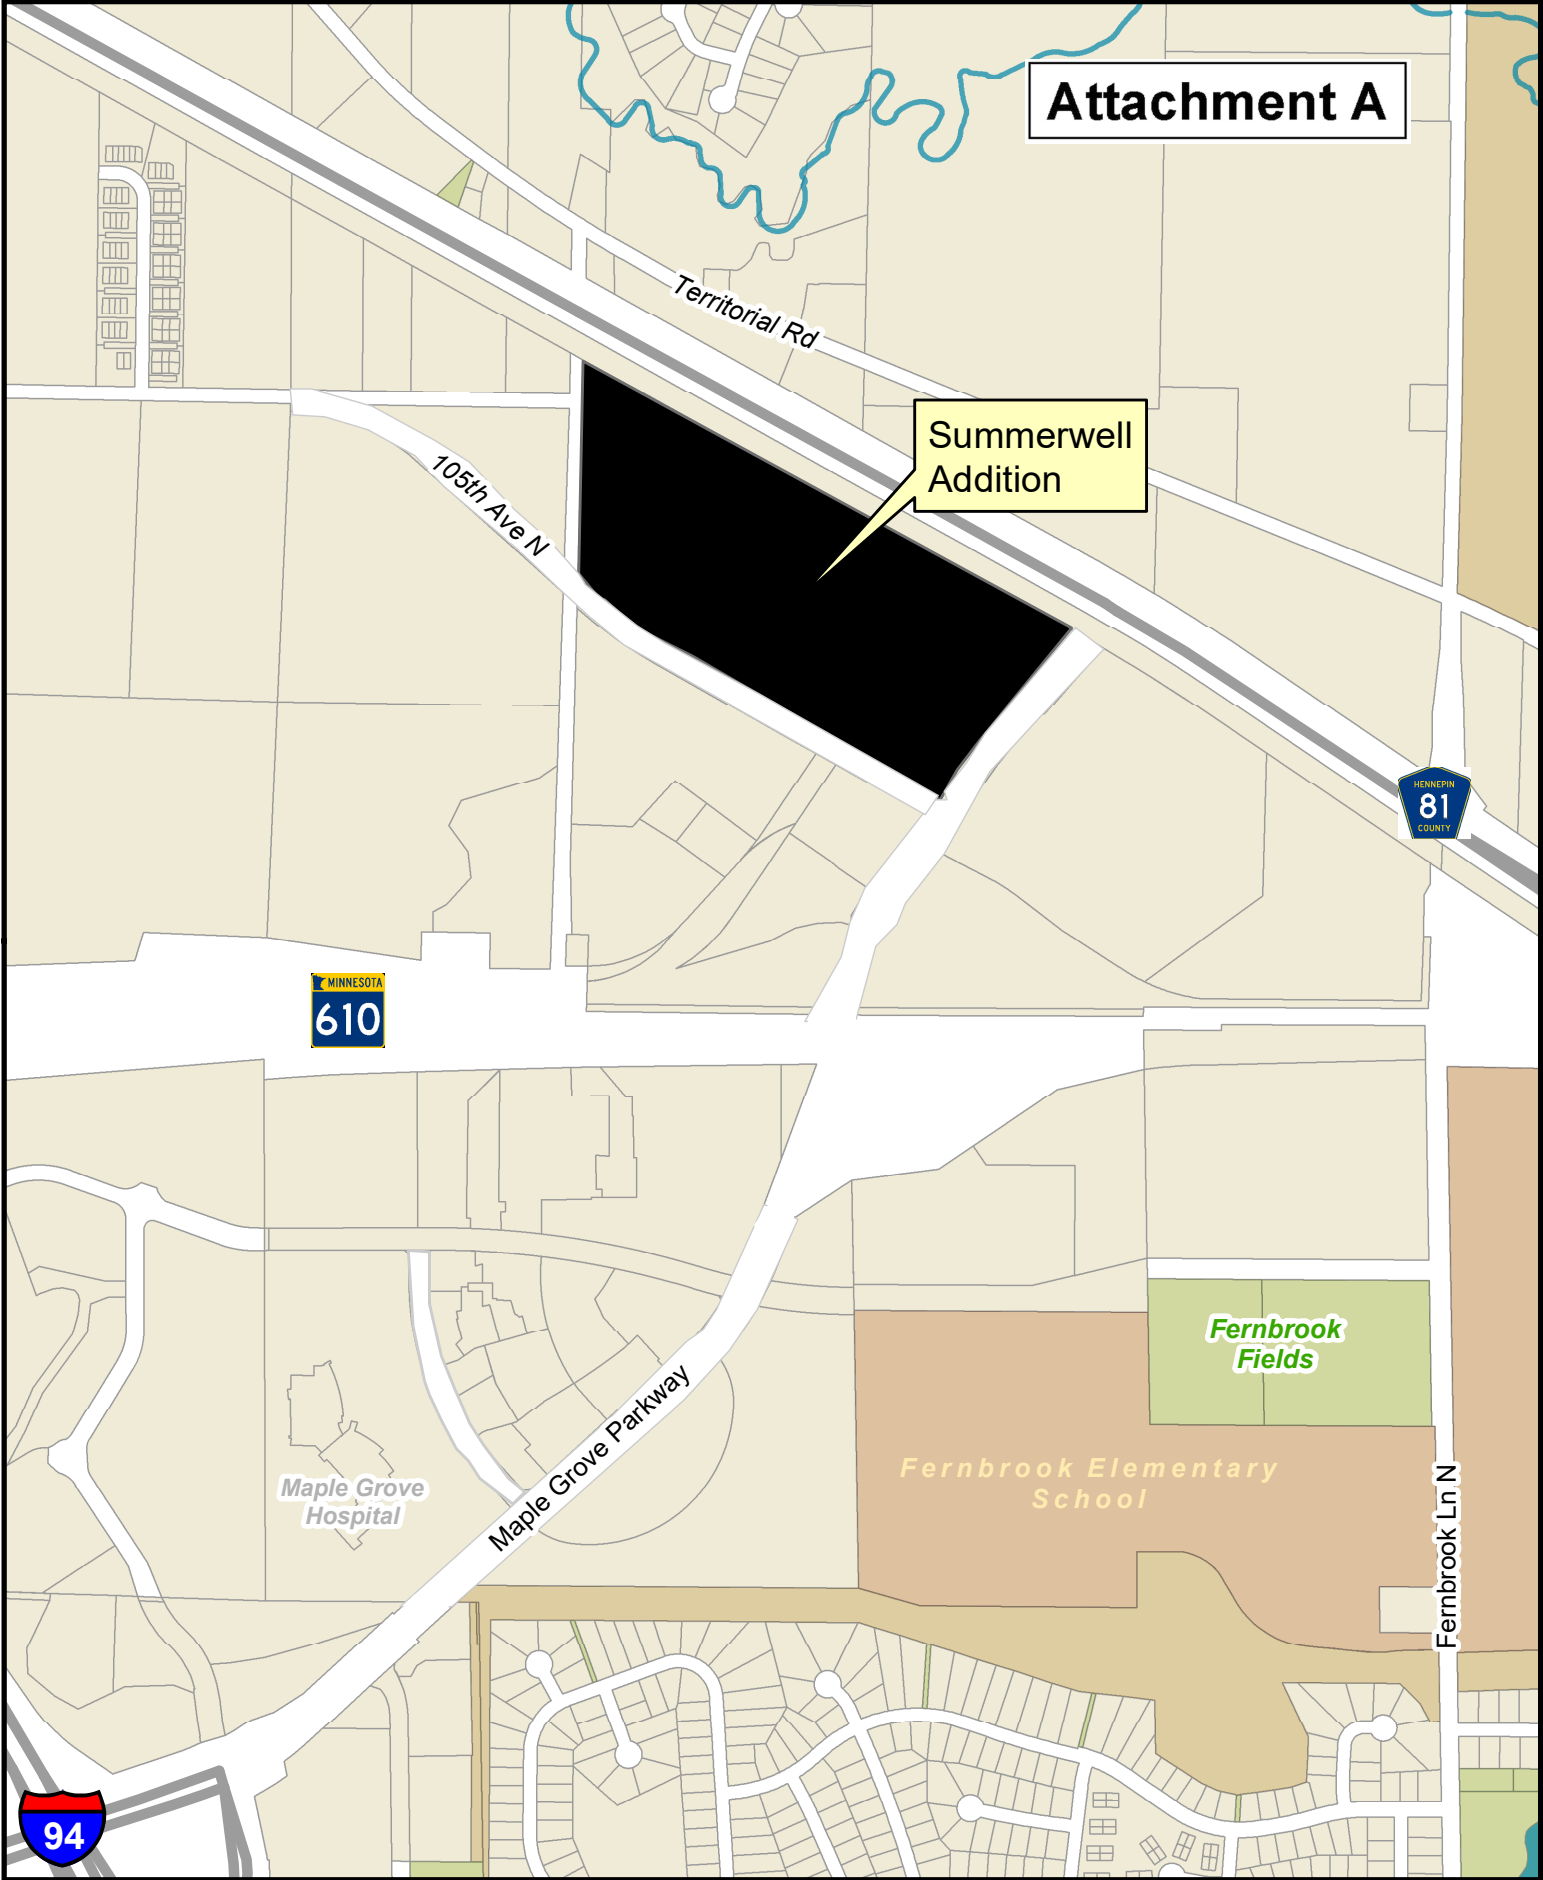 Attachment A
Territorial Rd
Summerwell
Addition
105th Ave N
HENNEPIN
81
COUNTY
MINNESOTA
610
Fernbrook
Fields
Maple Grove Parkway
Fernbrook Elementary
School
Maple Grove
Hospital
Fernbrook Ln N
94